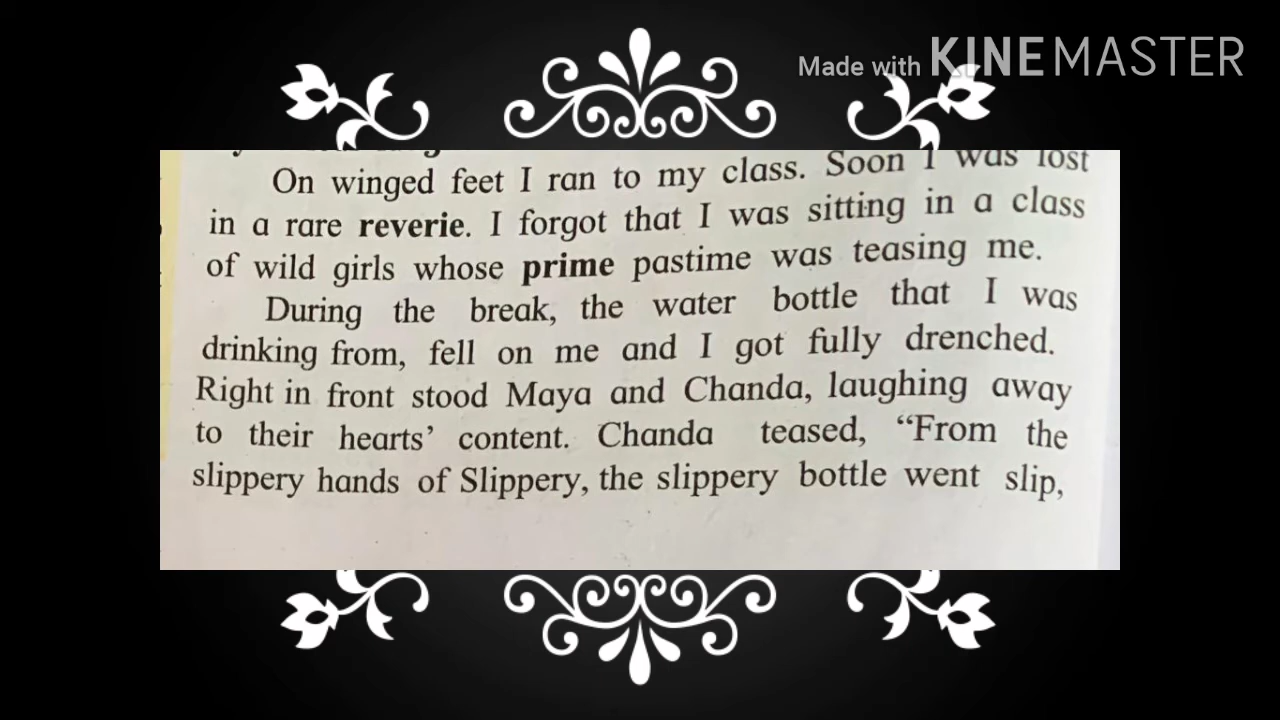 Made with KINEMASTER
On winged feet I ran to my class. Soon I was lost
in a rare reverie. I forgot that I was sitting in a class
of wild girls whose prime pastime was teasing me.
During the break, the water bottle that I was
drinking from, fell on me and I got fully drenched.
Right in front stood Maya and Chanda, laughing away
to their hearts’ content. Chanda teased, “From the
slippery hands of Slippery, the slippery bottle went slip,